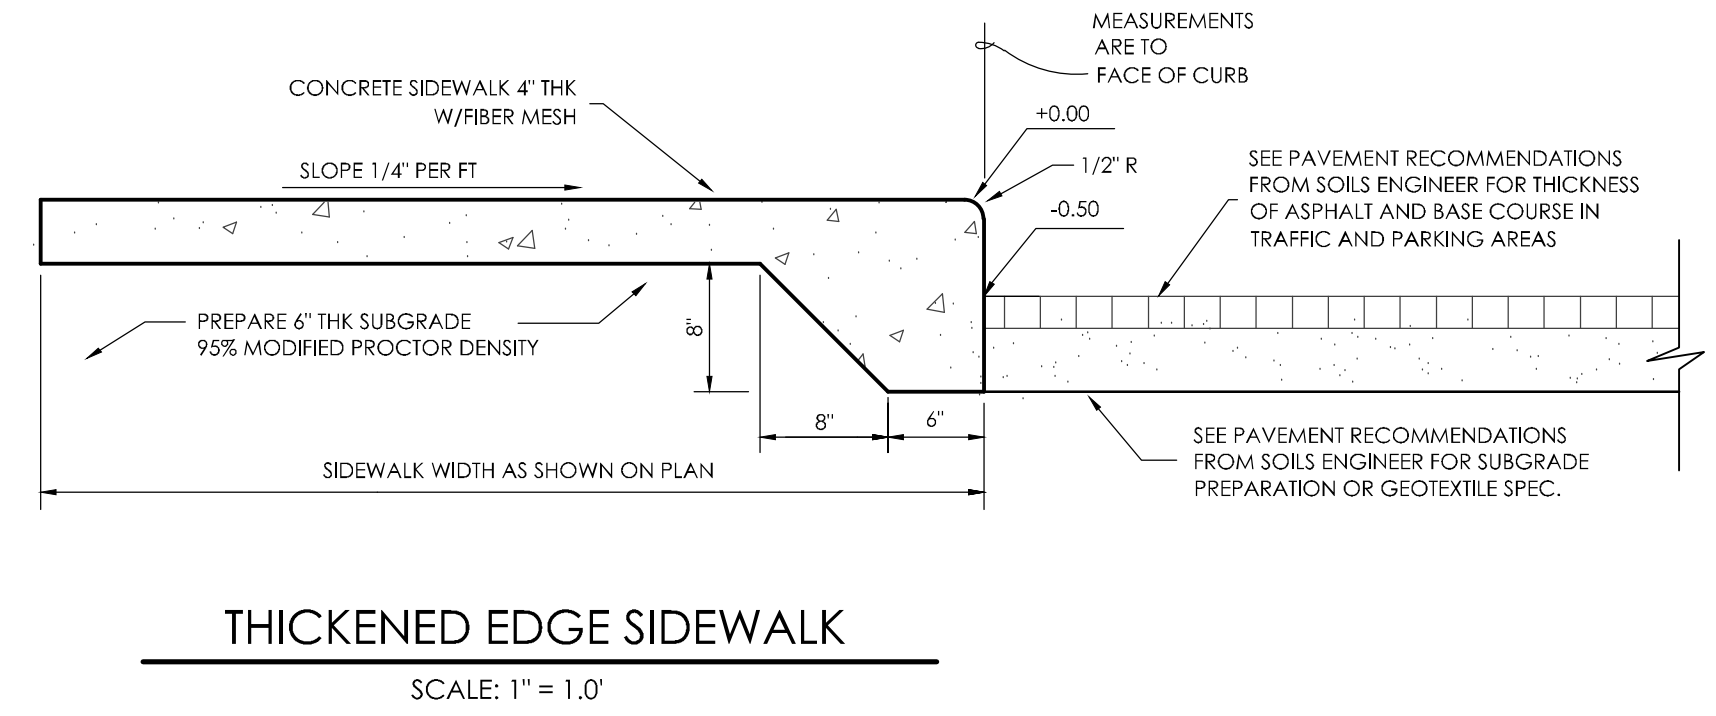 MEASUREMENTS
ARE TO
FACE OF CURB
CONCRETE SIDEWALK 4" THK
W/FIBER MESH
+0.00
SLOPE 1/4" PER FT
1/2" R
SEE PAVEMENT RECOMMENDATIONS
FROM SOILS ENGINEER FOR THICKNESS
OF ASPHALT AND BASE COURSE IN
TRAFFIC AND PARKING AREAS
-0.50
PREPARE 6" THK SUBGRADE
95% MODIFIED PROCTOR DENSITY
8"
8"
6"
SEE PAVEMENT RECOMMENDATIONS
FROM SOILS ENGINEER FOR SUBGRADE
PREPARATION OR GEOTEXTILE SPEC.
SIDEWALK WIDTH AS SHOWN ON PLAN
THICKENED EDGE SIDEWALK
SCALE: 1" = 1.0'